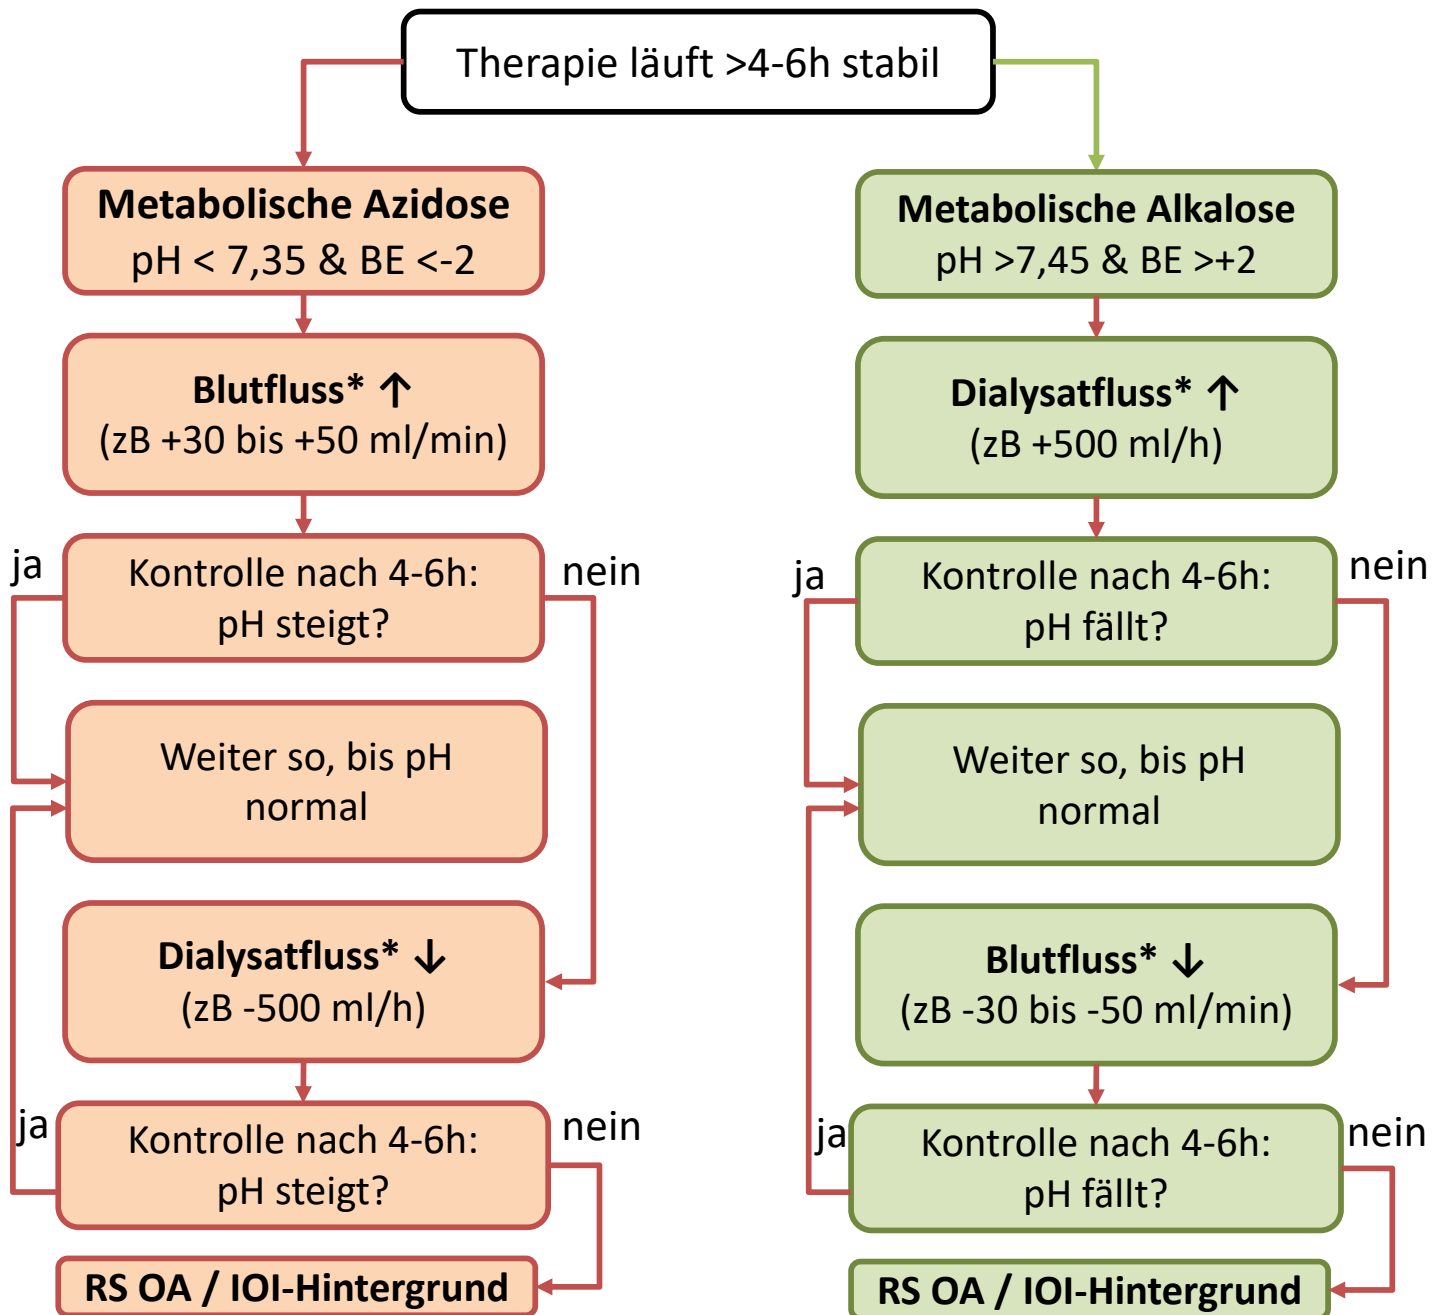 Therapie läuft >4-6h stabil
Metabolische Azidose
pH < 7,35 & BE <-2
Blutfluss* ↑
(zB +30 bis +50 ml/min)
ja
Kontrolle nach 4-6h:
pH steigt?
nein
Weiter so, bis pH
normal
Dialysatfluss* ↓
(zB -500 ml/h)
ja
Kontrolle nach 4-6h:
pH steigt?
nein
RS OA / IOI-Hintergrund
Metabolische Alkalose
pH >7,45 & BE >+2
Dialysatfluss* ↑
(zB +500 ml/h)
ja
Kontrolle nach 4-6h:
pH fällt?
nein
Weiter so, bis pH
normal
Blutfluss* ↓
(zB -30 bis -50 ml/min)
ja
Kontrolle nach 4-6h:
pH fällt?
nein
RS OA / IOI-Hintergrund